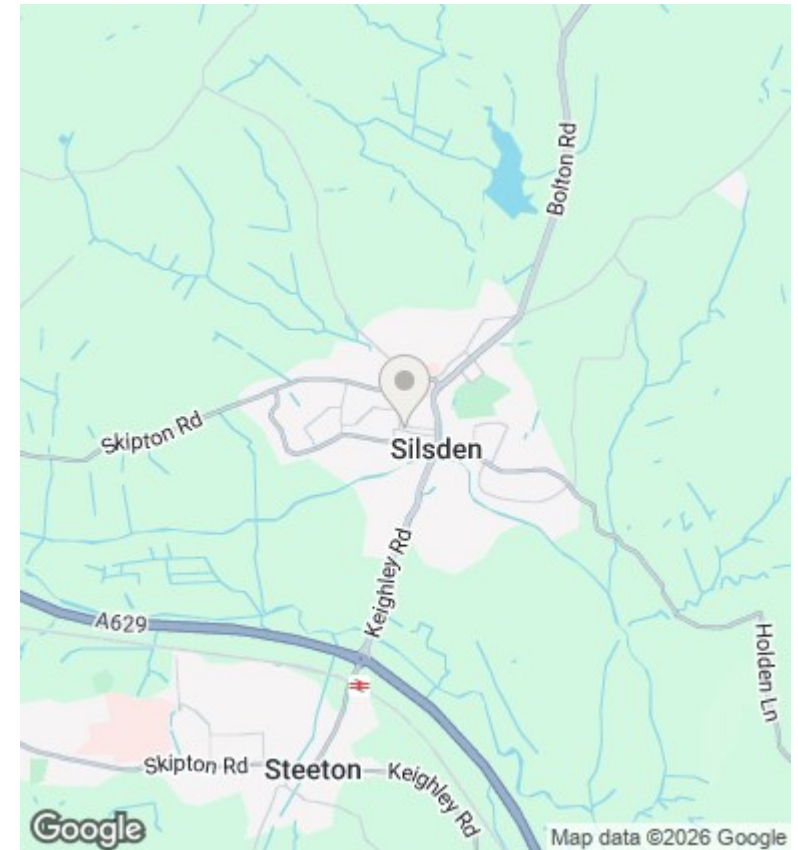 Bolton Rd
Skipton Rd
Silsden
Keighley Rd
A629
Holden Ln
Skipton Rd
Steeton
Keighley Rd
Google
Map data ©2026 Google